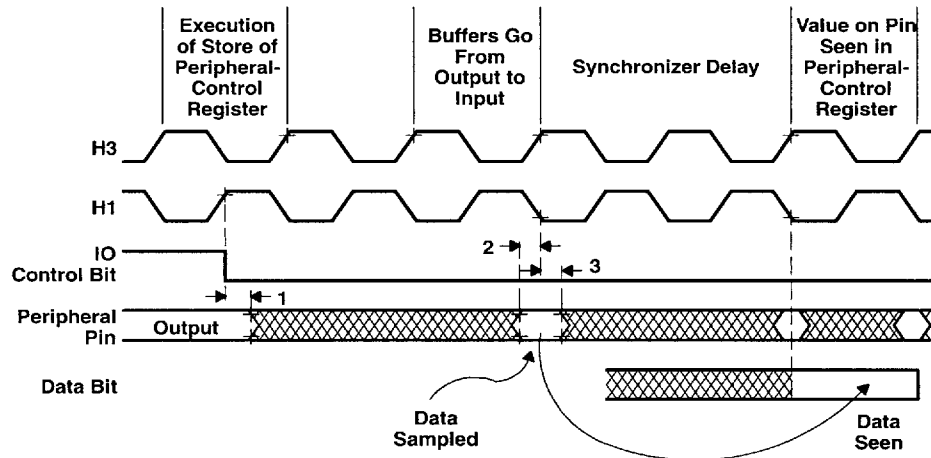 Execution
of Store of
Peripheral-
Control
Register
Buffers Go
From
Output to
Input
Synchronizer Delay
Value on Pin
Seen in
Peripheral-
Control
Register
H3
H1
IO
Control Bit
2
3
1
Peripheral
Pin
Output
Data Bit
Data
Sampled
Data
Seen